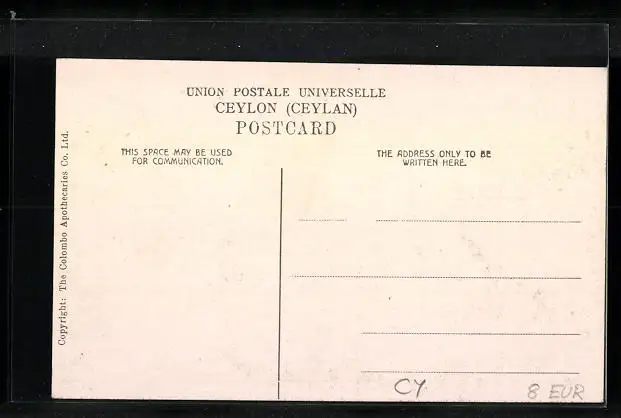 UNION POSTALE UNIVERSELLE
CEYLON (CEYLAN)
POSTCARD
THIS SPACE MAY BE USED
FOR COMMUNICATION.
THE ADDRESS ONLY TO BE
WRITTEN HERE.
Copyright: The Colombo Apothecaries Co. Ltd.
CY
8 EUR